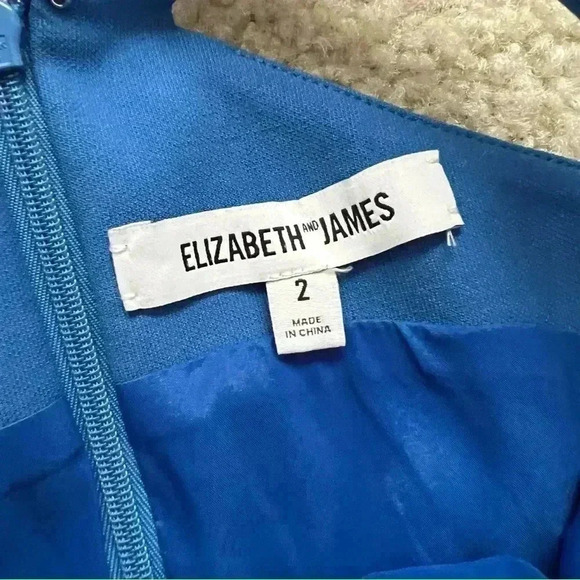 ELIZABETH AND JAMES
2
MADE
IN CHINA